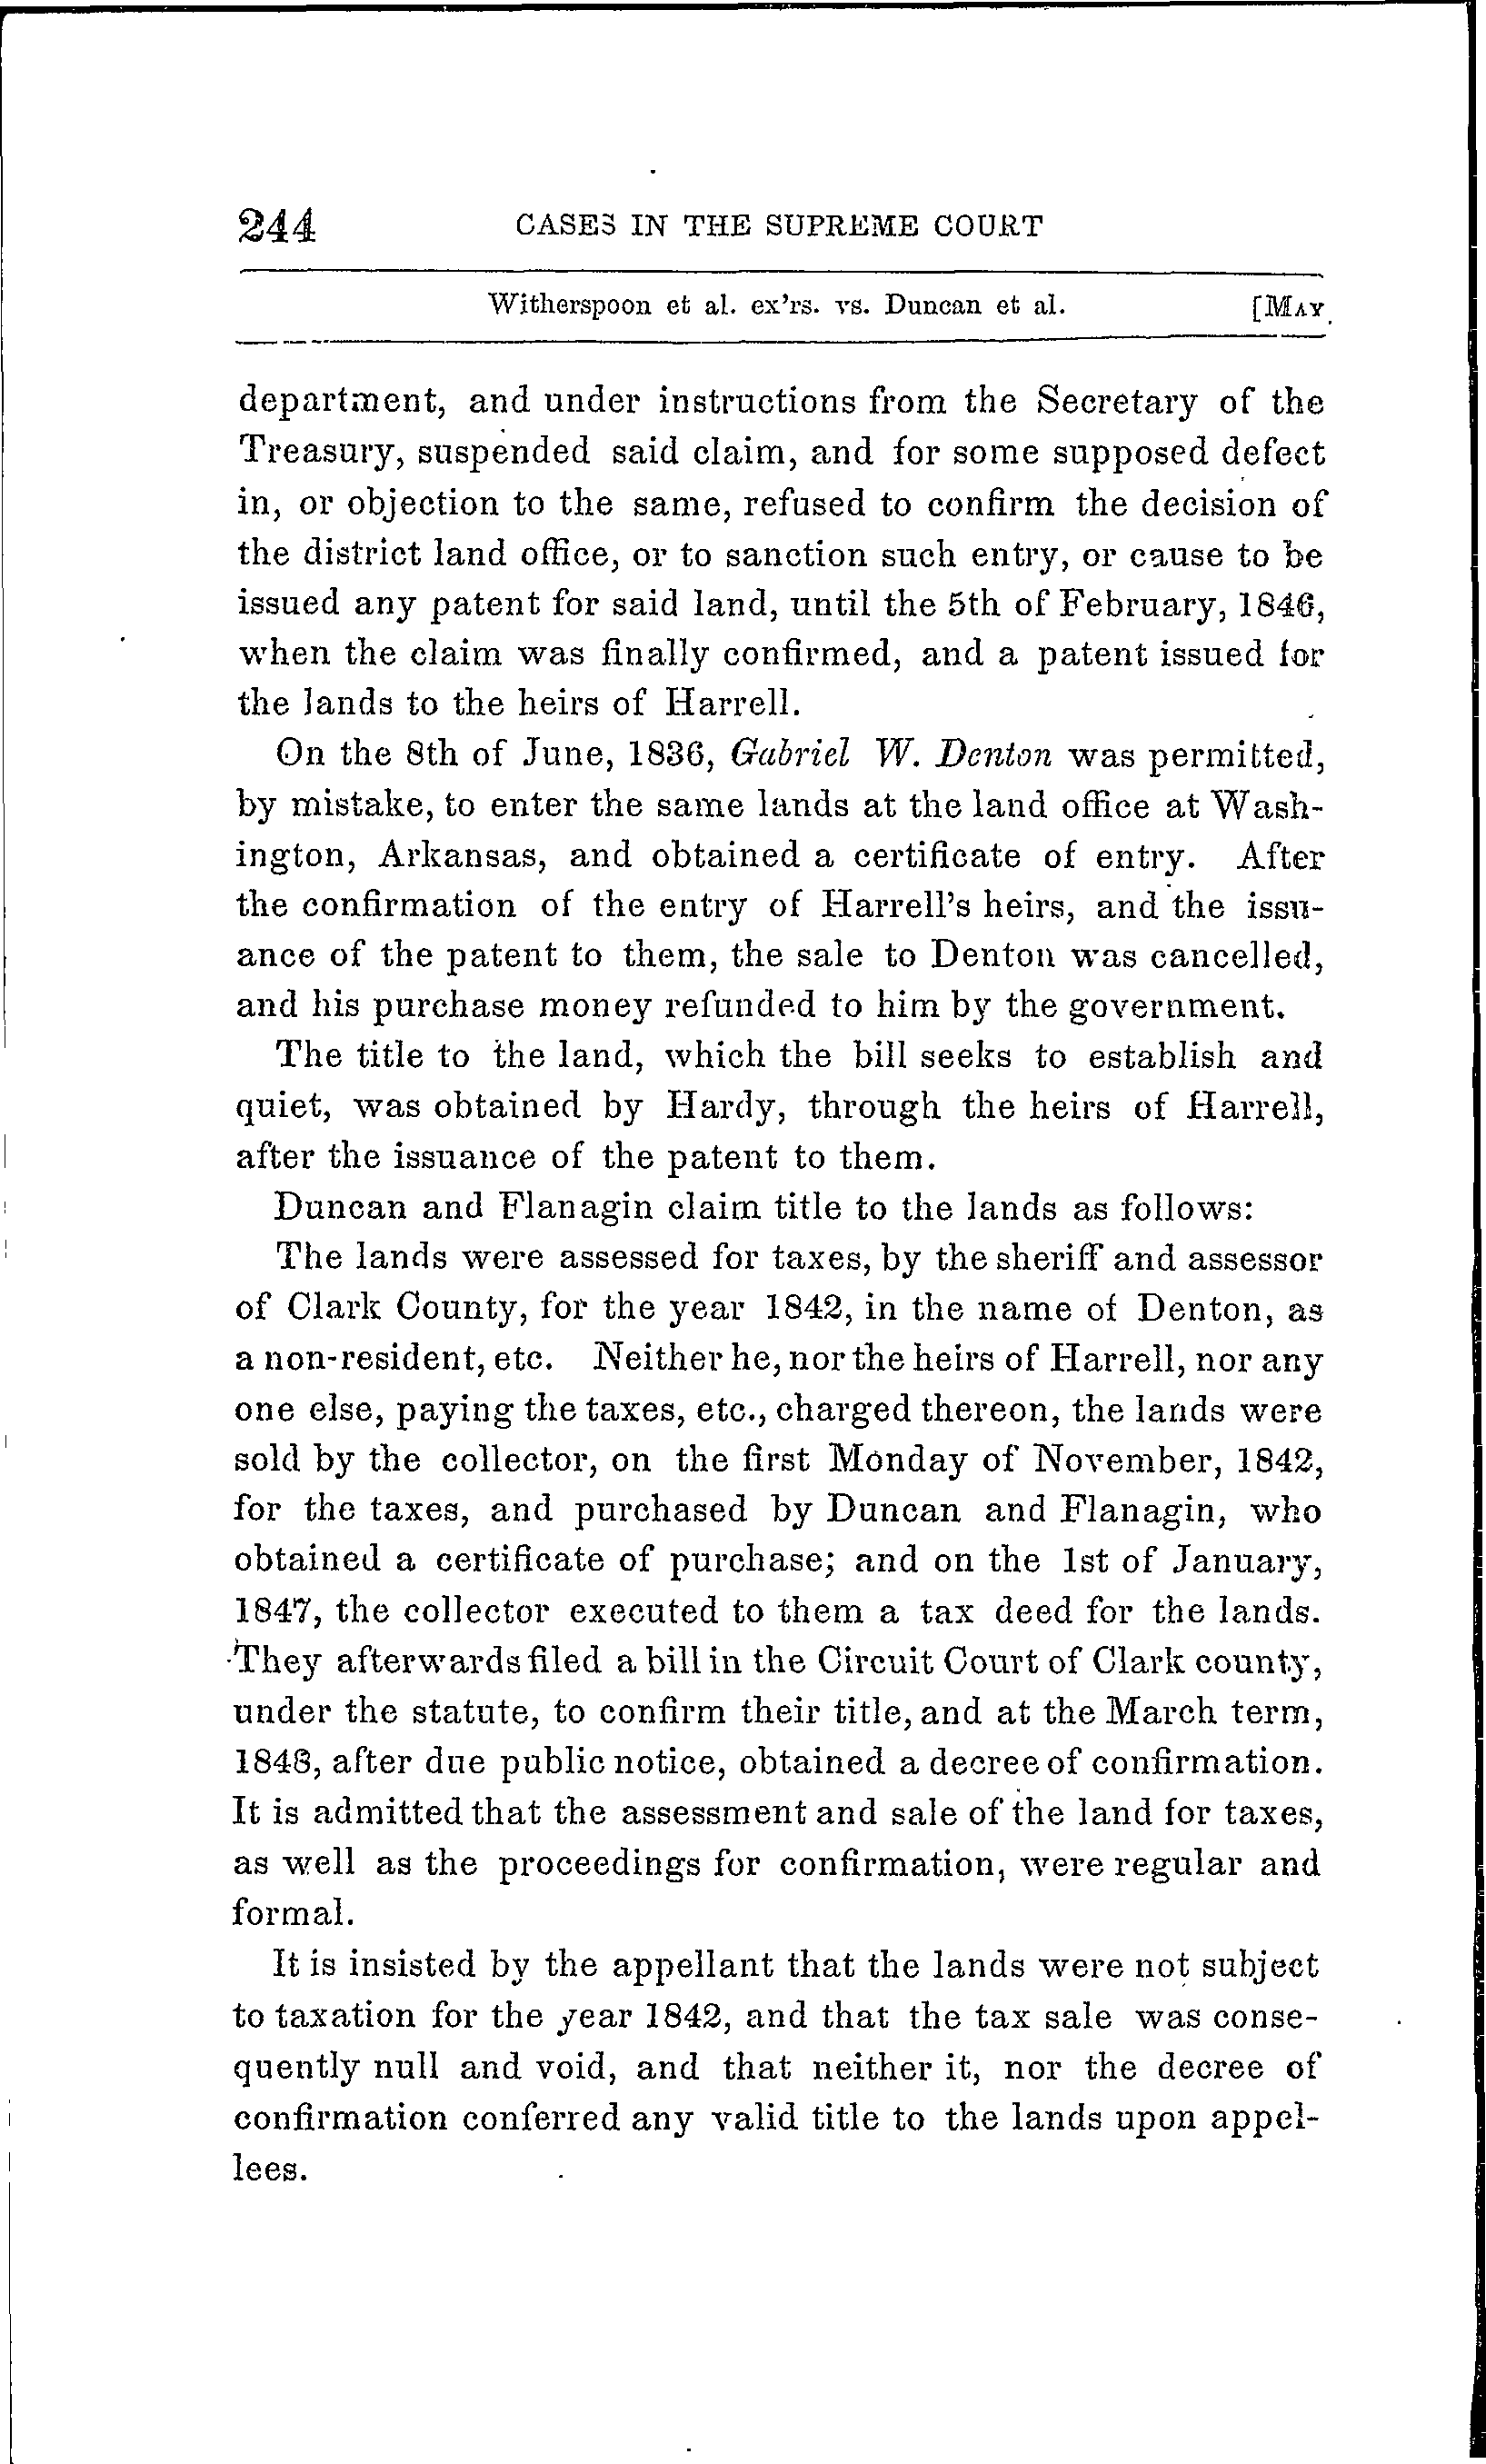 244 CASES IN THE SUPREME COURT
Witherspoon et al. ex'rs. vs. Duncan et al. [MAY
department, and under instructions from the Secretary of the
Treasury, suspended said claim, and for some supposed defect
in, or objection to the same, refused to confirm the decision of
the district land office, or to sanction such entry, or cause to be
issued any patent for said land, until the 5th of February, 1846,
when the claim was finally confirmed, and a patent issued for
the lands to the heirs of Harrell.
On the 8th of June, 1836, Gabriel W. Denton was permitted,
by mistake, to enter the same lands at the land office at Wash-
ington, Arkansas, and obtained a certificate of entry. After
the confirmation of the entry of Harrell's heirs, and the issu-
ance of the patent to them, the sale to Denton was cancelled,
and his purchase money refunded to him by the government.
The title to the land, which the bill seeks to establish and
quiet, was obtained by Hardy, through the heirs of Harrell,
after the issuance of the patent to them.
Duncan and Flanagin claim title to the lands as follows:
The lands were assessed for taxes, by the sheriff and assessor
of Clark County, for the year 1842, in the name of Denton, as
a non-resident, etc. Neither he, nor the heirs of Harrell, nor any
one else, paying the taxes, etc., charged thereon, the lands were
sold by the collector, on the first Monday of November, 1842,
for the taxes, and purchased by Duncan and Flanagin, who
obtained a certificate of purchase; and on the 1st of January,
1847, the collector executed to them a tax deed for the lands.
They afterwards filed a bill in the Circuit Court of Clark county,
under the statute, to confirm their title, and at the March term,
1848, after due public notice, obtained a decree of confirmation.
It is admitted that the assessment and sale of the land for taxes,
as well as the proceedings for confirmation, were regular and
formal.
It is insisted by the appellant that the lands were not subject
to taxation for the year 1842, and that the tax sale was conse-
quently null and void, and that neither it, nor the decree of
confirmation conferred any valid title to the lands upon appel-
lees.